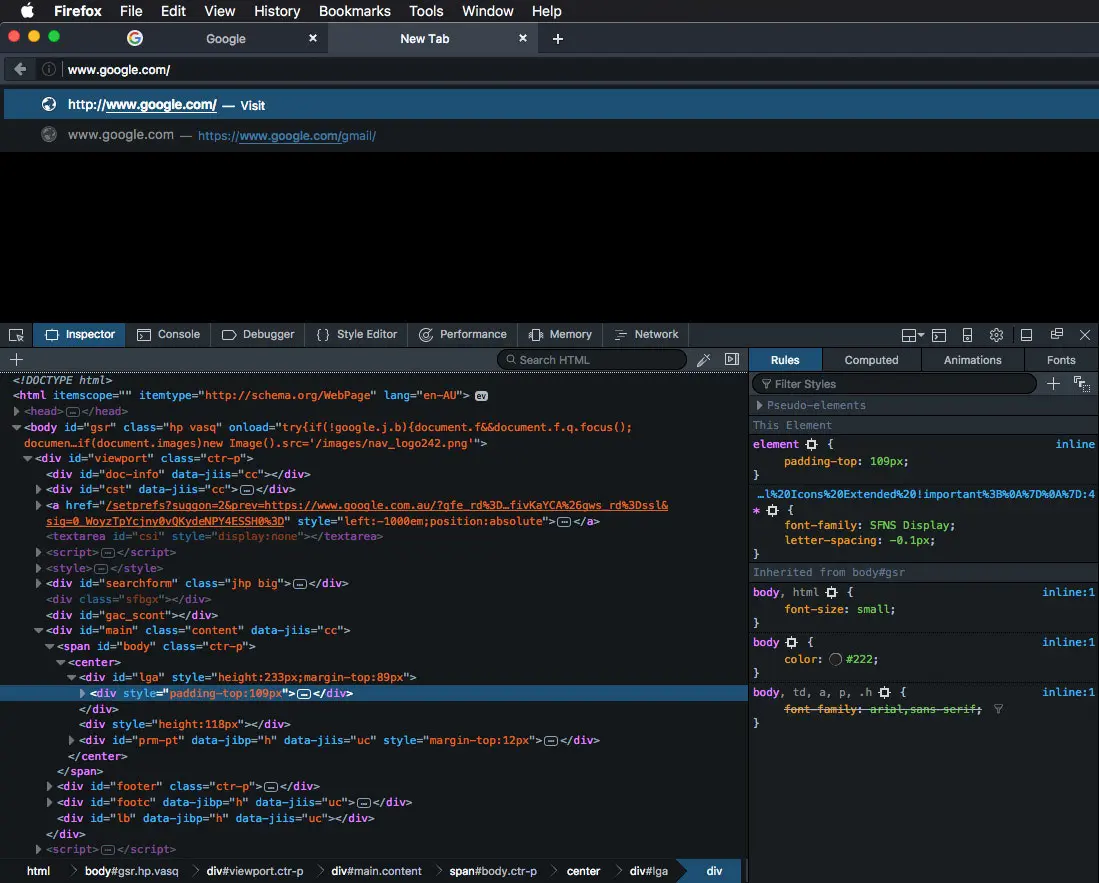 Firefox File Edit View History Bookmarks Tools Window Help
Google × New Tab × +
www.google.com/
http://www.google.com/ — Visit
www.google.com — https://www.google.com/gmail/
Inspector Console Debugger {} Style Editor Performance Memory Network
+ Search HTML
<!DOCTYPE html>
<html itemscope="" itemtype="http://schema.org/WebPage" lang="en-AU"> ev
<head>…</head>
<body id="gsr" class="hp vasq" onload="try{if(!google.j.b){document.f&&document.f.q.focus();
documen…if(document.images)new Image().src='/images/nav_logo242.png'">
<div id="viewport" class="ctr-p">
<div id="doc-info" data-jiis="cc"></div>
<div id="cst" data-jiis="cc">…</div>
<a href="/setprefs?suggon=2&prev=https://www.google.com.au/?gfe_rd%3D…fivKaYCA%26gws_rd%3Dssl&
sig=0_WoyzTpYcjnv0vQKydeNPY4ESSH0%3D" style="left:-1000em;position:absolute">…</a>
<textarea id="csi" style="display:none"></textarea>
<script>…</script>
<style>…</style>
<div id="searchform" class="jhp big">…</div>
<div class="sfbgx"></div>
<div id="gac_scont"></div>
<div id="main" class="content" data-jiis="cc">
<span id="body" class="ctr-p">
<center>
<div id="lga" style="height:233px;margin-top:89px">
<div style="padding-top:109px">…</div>
</div>
<div style="height:118px"></div>
<div id="prm-pt" data-jibp="h" data-jiis="uc" style="margin-top:12px">…</div>
</center>
</span>
<div id="footer" class="ctr-p">…</div>
<div id="footc" data-jibp="h" data-jiis="uc">…</div>
<div id="lb" data-jibp="h" data-jiis="uc"></div>
</div>
<script>…</script>
html body#gsr.hp.vasq div#viewport.ctr-p div#main.content span#body.ctr-p center div#lga div
Rules Computed Animations Fonts
Filter Styles +
Pseudo-elements
This Element
element { inline
padding-top: 109px;
}
…l%20Icons%20Extended%20!important%3B%0A%7D%0A%7D:4
* {
font-family: SFNS Display;
letter-spacing: -0.1px;
}
Inherited from body#gsr
body, html { inline:1
font-size: small;
}
body { inline:1
color: #222;
}
body, td, a, p, .h { inline:1
font-family: arial,sans-serif;
}